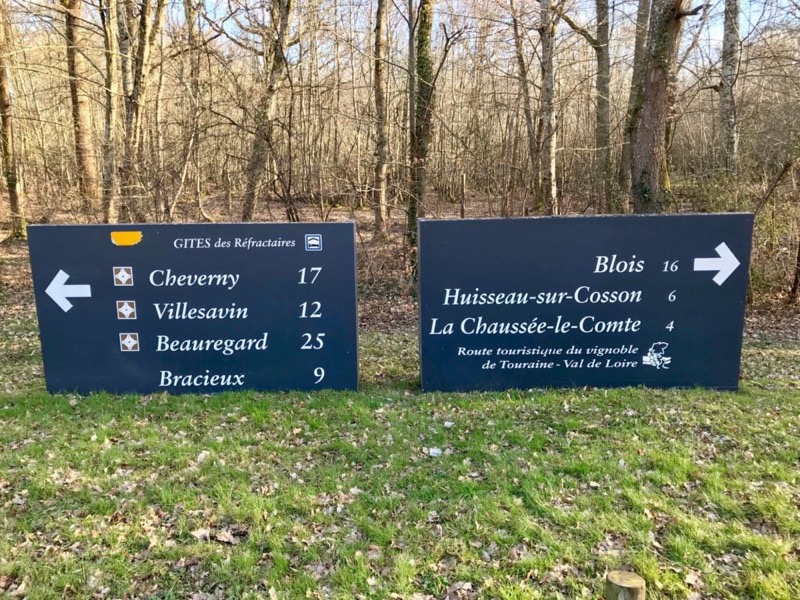 GITES des Réfractaires
Cheverny 17
Villesavin 12
Beauregard 25
Bracieux 9
Blois 16
Huisseau-sur-Cosson 6
La Chaussée-le-Comte 4
Route touristique du vignoble
de Touraine - Val de Loire